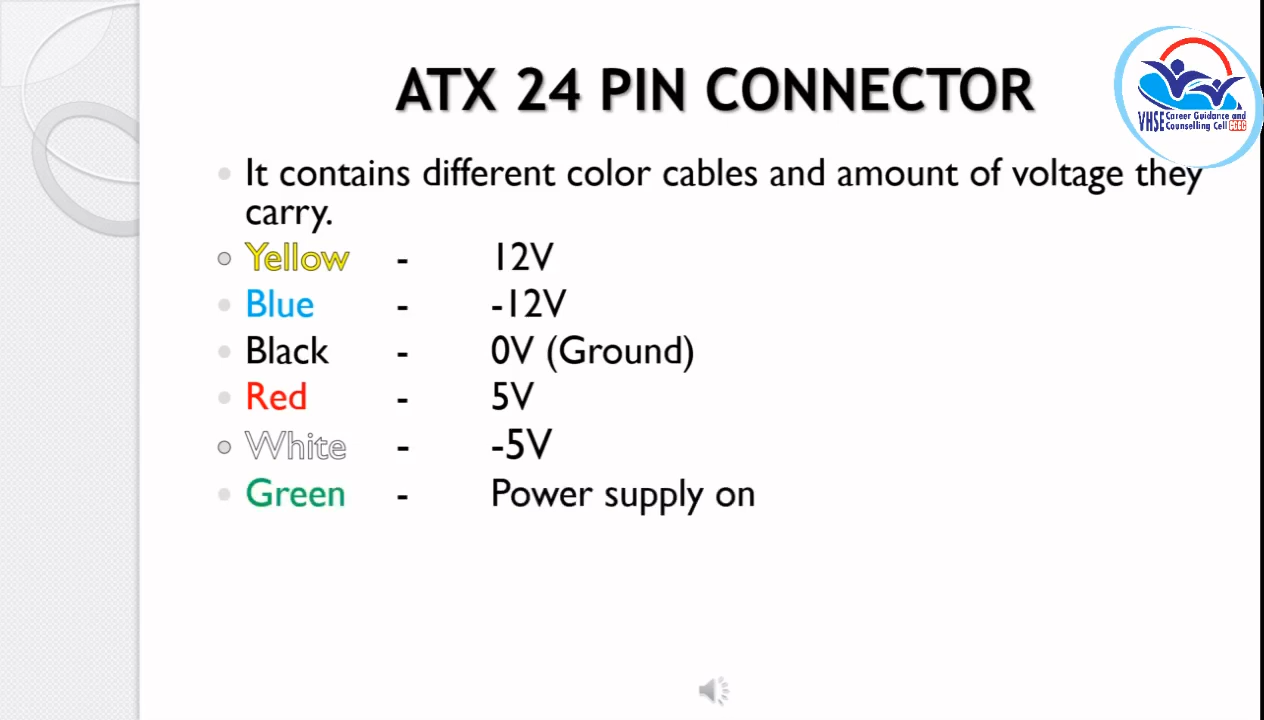 ATX 24 PIN CONNECTOR
VHSE Career Guidance and
Counselling Cell CGCC
It contains different color cables and amount of voltage they
carry.
Yellow - 12V
Blue - -12V
Black - 0V (Ground)
Red - 5V
White - -5V
Green - Power supply on